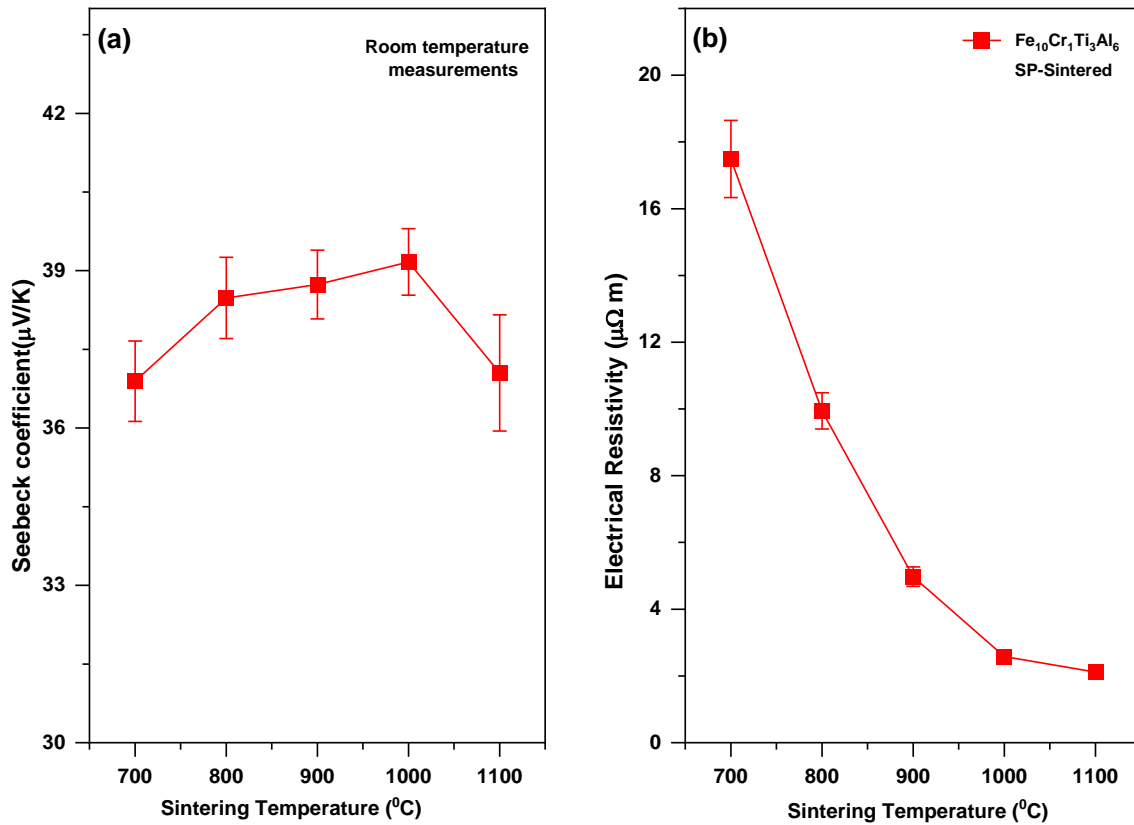 (a)
Room temperature
measurements
42
39
36
33
30
Seebeck coefficient(μV/K)
700 800 900 1000 1100
Sintering Temperature (⁰C)
(b)
Fe₁₀Cr₁Ti₃Al₆
SP-Sintered
20
16
12
8
4
0
Electrical Resistivity (μΩ m)
700 800 900 1000 1100
Sintering Temperature (⁰C)